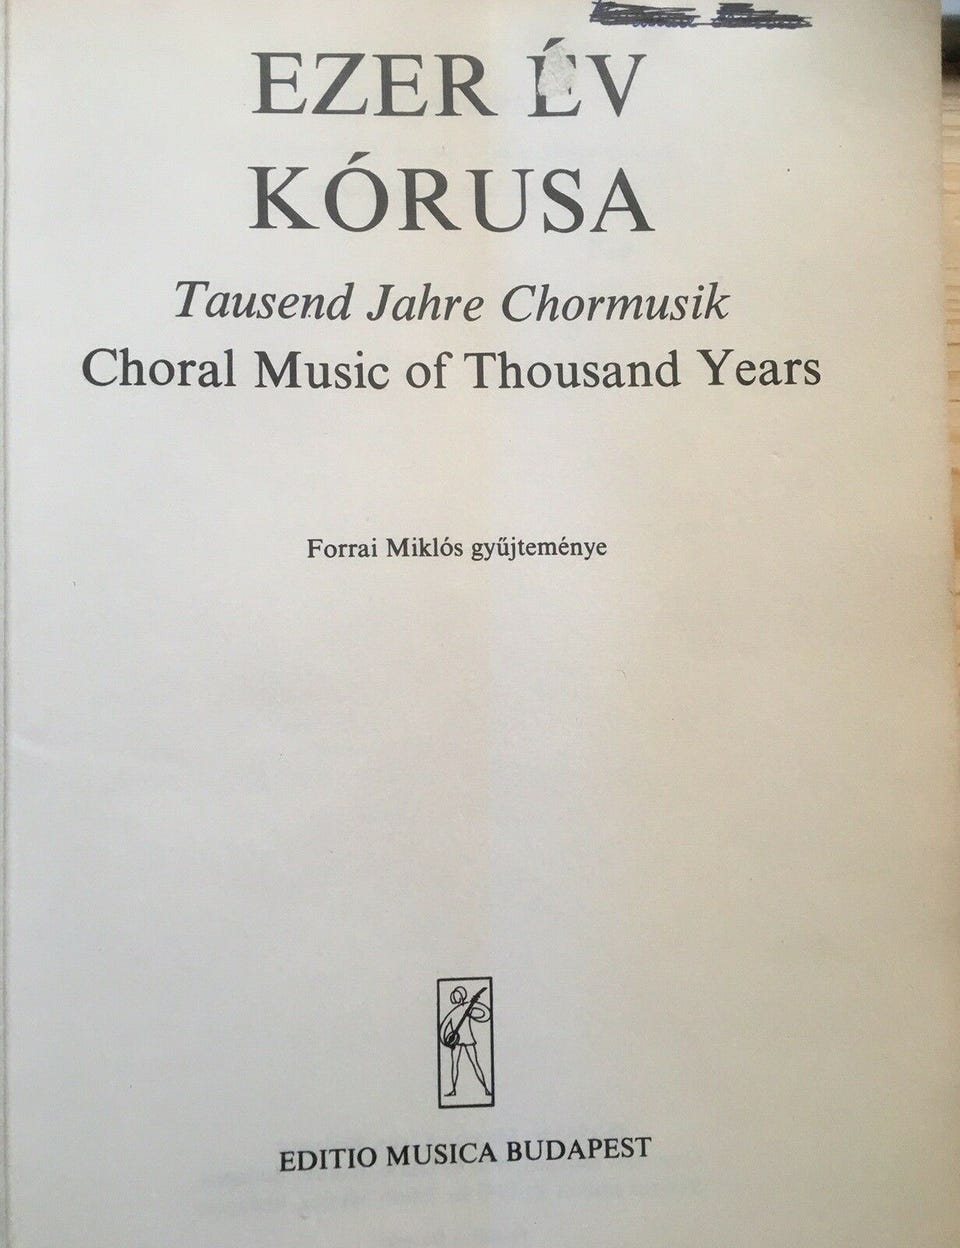 EZER ÉV
KÓRUSA
Tausend Jahre Chormusik
Choral Music of Thousand Years
Forrai Miklós gyűjteménye
EDITIO MUSICA BUDAPEST